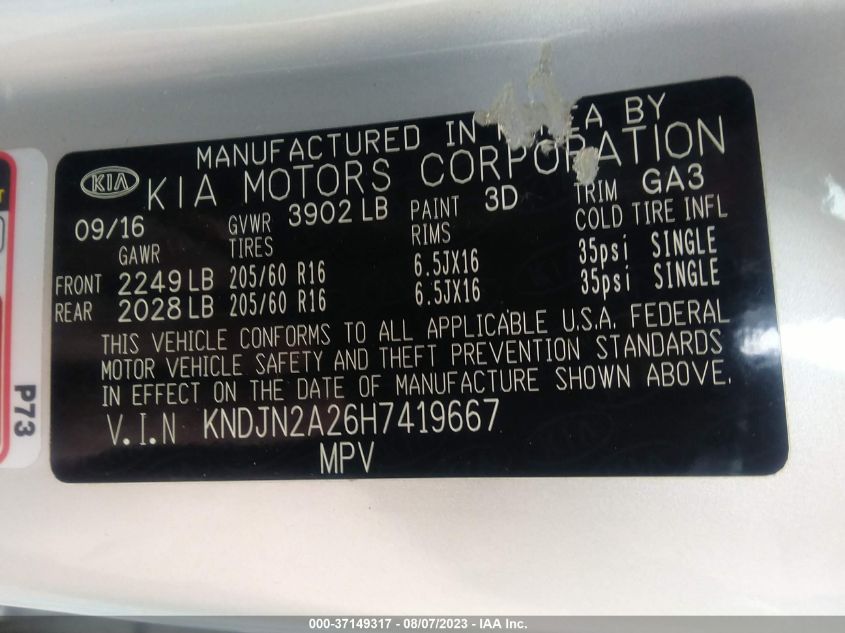 MANUFACTURED IN KOREA BY
KIA KIA MOTORS CORPORATION
09/16 GVWR 3902 LB PAINT 3D TRIM GA3
GAWR TIRES RIMS COLD TIRE INFL
FRONT 2249 LB 205/60 R16 6.5JX16 35psi SINGLE
REAR 2028 LB 205/60 R16 6.5JX16 35psi SINGLE
THIS VEHICLE CONFORMS TO ALL APPLICABLE U.S.A. FEDERAL
MOTOR VEHICLE SAFETY AND THEFT PREVENTION STANDARDS
IN EFFECT ON THE DATE OF MANUFACTURE SHOWN ABOVE.
V.I.N KNDJN2A26H7419667
MPV
P73
000-37149317 - 08/07/2023 - IAA Inc.